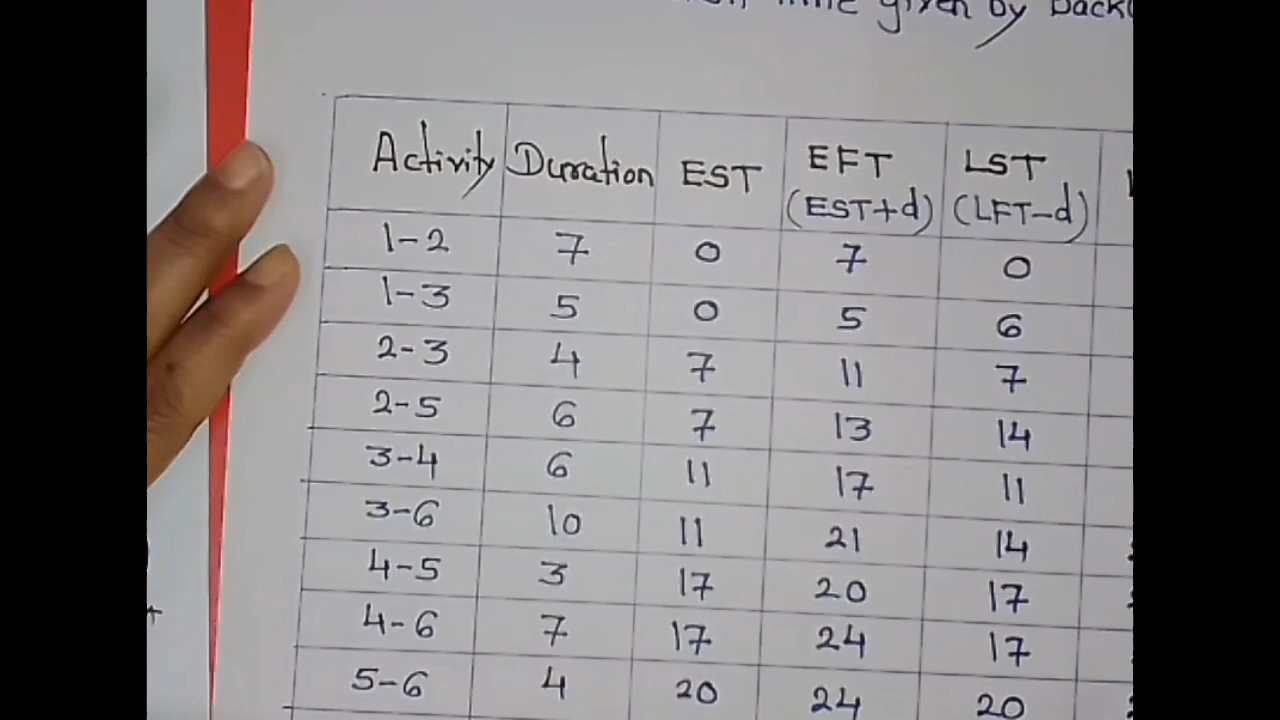 given by
Activity Duration EST EFT (EST+d) LST (LFT-d)
1-2 7 0 7 0
1-3 5 0 5 6
2-3 4 7 11 7
2-5 6 7 13 14
3-4 6 11 17 11
3-6 10 11 21 14
4-5 3 17 20 17
4-6 7 17 24 17
5-6 4 20 24 20